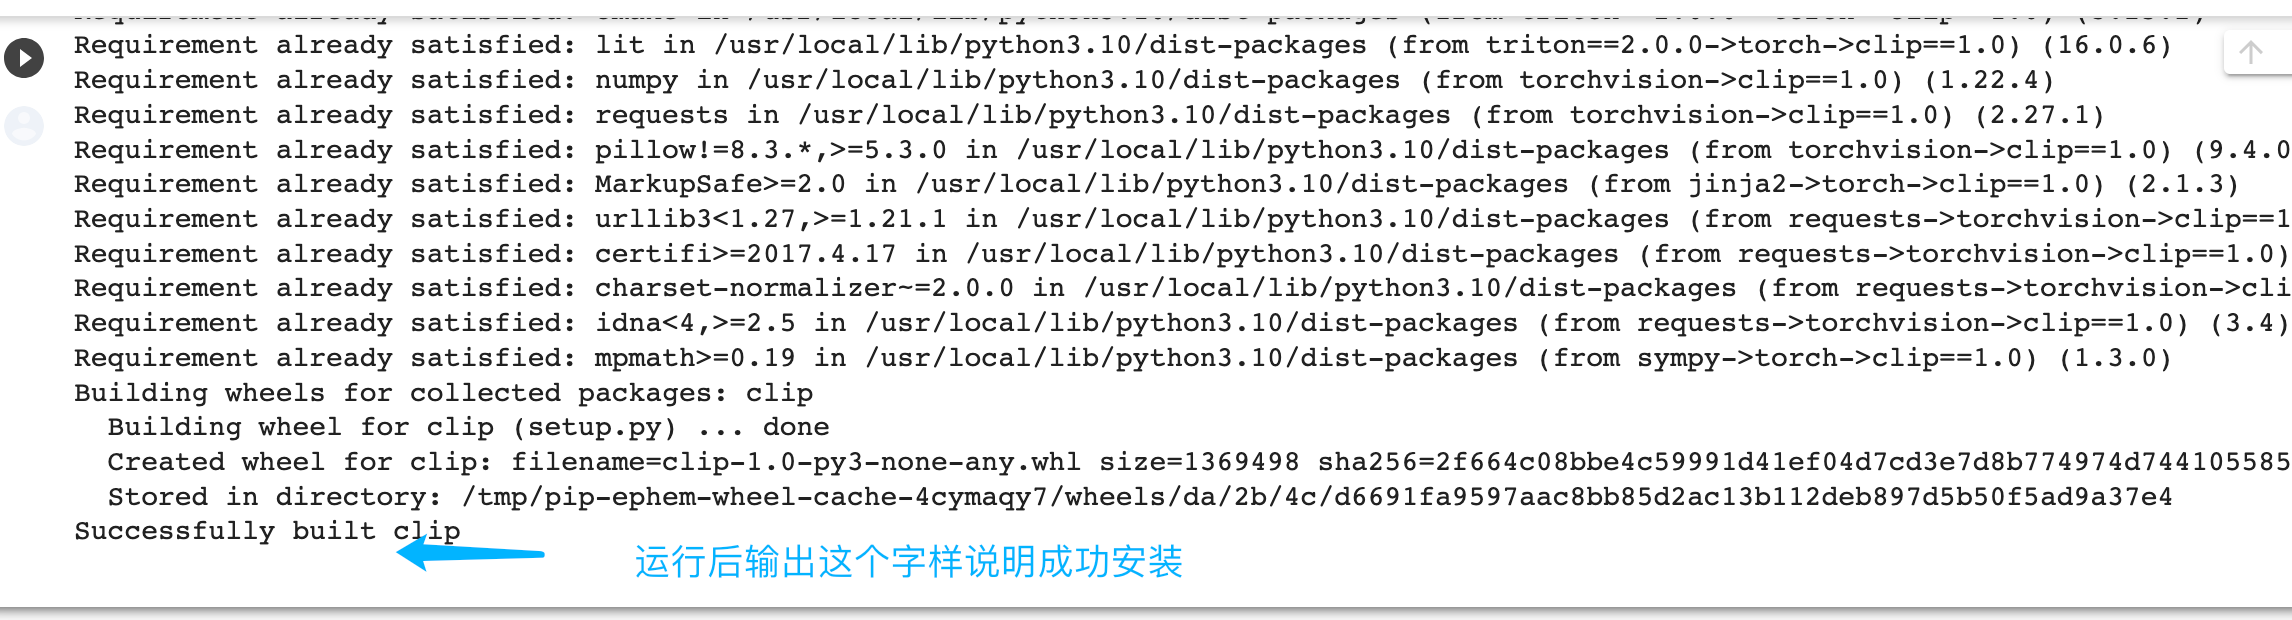 Requirement already satisfied: lit in /usr/local/lib/python3.10/dist-packages (from triton==2.0.0->torch->clip==1.0) (16.0.6)
Requirement already satisfied: numpy in /usr/local/lib/python3.10/dist-packages (from torchvision->clip==1.0) (1.22.4)
Requirement already satisfied: requests in /usr/local/lib/python3.10/dist-packages (from torchvision->clip==1.0) (2.27.1)
Requirement already satisfied: pillow!=8.3.*,>=5.3.0 in /usr/local/lib/python3.10/dist-packages (from torchvision->clip==1.0) (9.4.0
Requirement already satisfied: MarkupSafe>=2.0 in /usr/local/lib/python3.10/dist-packages (from jinja2->torch->clip==1.0) (2.1.3)
Requirement already satisfied: urllib3<1.27,>=1.21.1 in /usr/local/lib/python3.10/dist-packages (from requests->torchvision->clip==1
Requirement already satisfied: certifi>=2017.4.17 in /usr/local/lib/python3.10/dist-packages (from requests->torchvision->clip==1.0)
Requirement already satisfied: charset-normalizer~=2.0.0 in /usr/local/lib/python3.10/dist-packages (from requests->torchvision->cli
Requirement already satisfied: idna<4,>=2.5 in /usr/local/lib/python3.10/dist-packages (from requests->torchvision->clip==1.0) (3.4)
Requirement already satisfied: mpmath>=0.19 in /usr/local/lib/python3.10/dist-packages (from sympy->torch->clip==1.0) (1.3.0)
Building wheels for collected packages: clip
Building wheel for clip (setup.py) ... done
Created wheel for clip: filename=clip-1.0-py3-none-any.whl size=1369498 sha256=2f664c08bbe4c59991d41ef04d7cd3e7d8b774974d744105585
Stored in directory: /tmp/pip-ephem-wheel-cache-4cymaqy7/wheels/da/2b/4c/d6691fa9597aac8bb85d2ac13b112deb897d5b50f5ad9a37e4
Successfully built clip
运行后输出这个字样说明成功安装